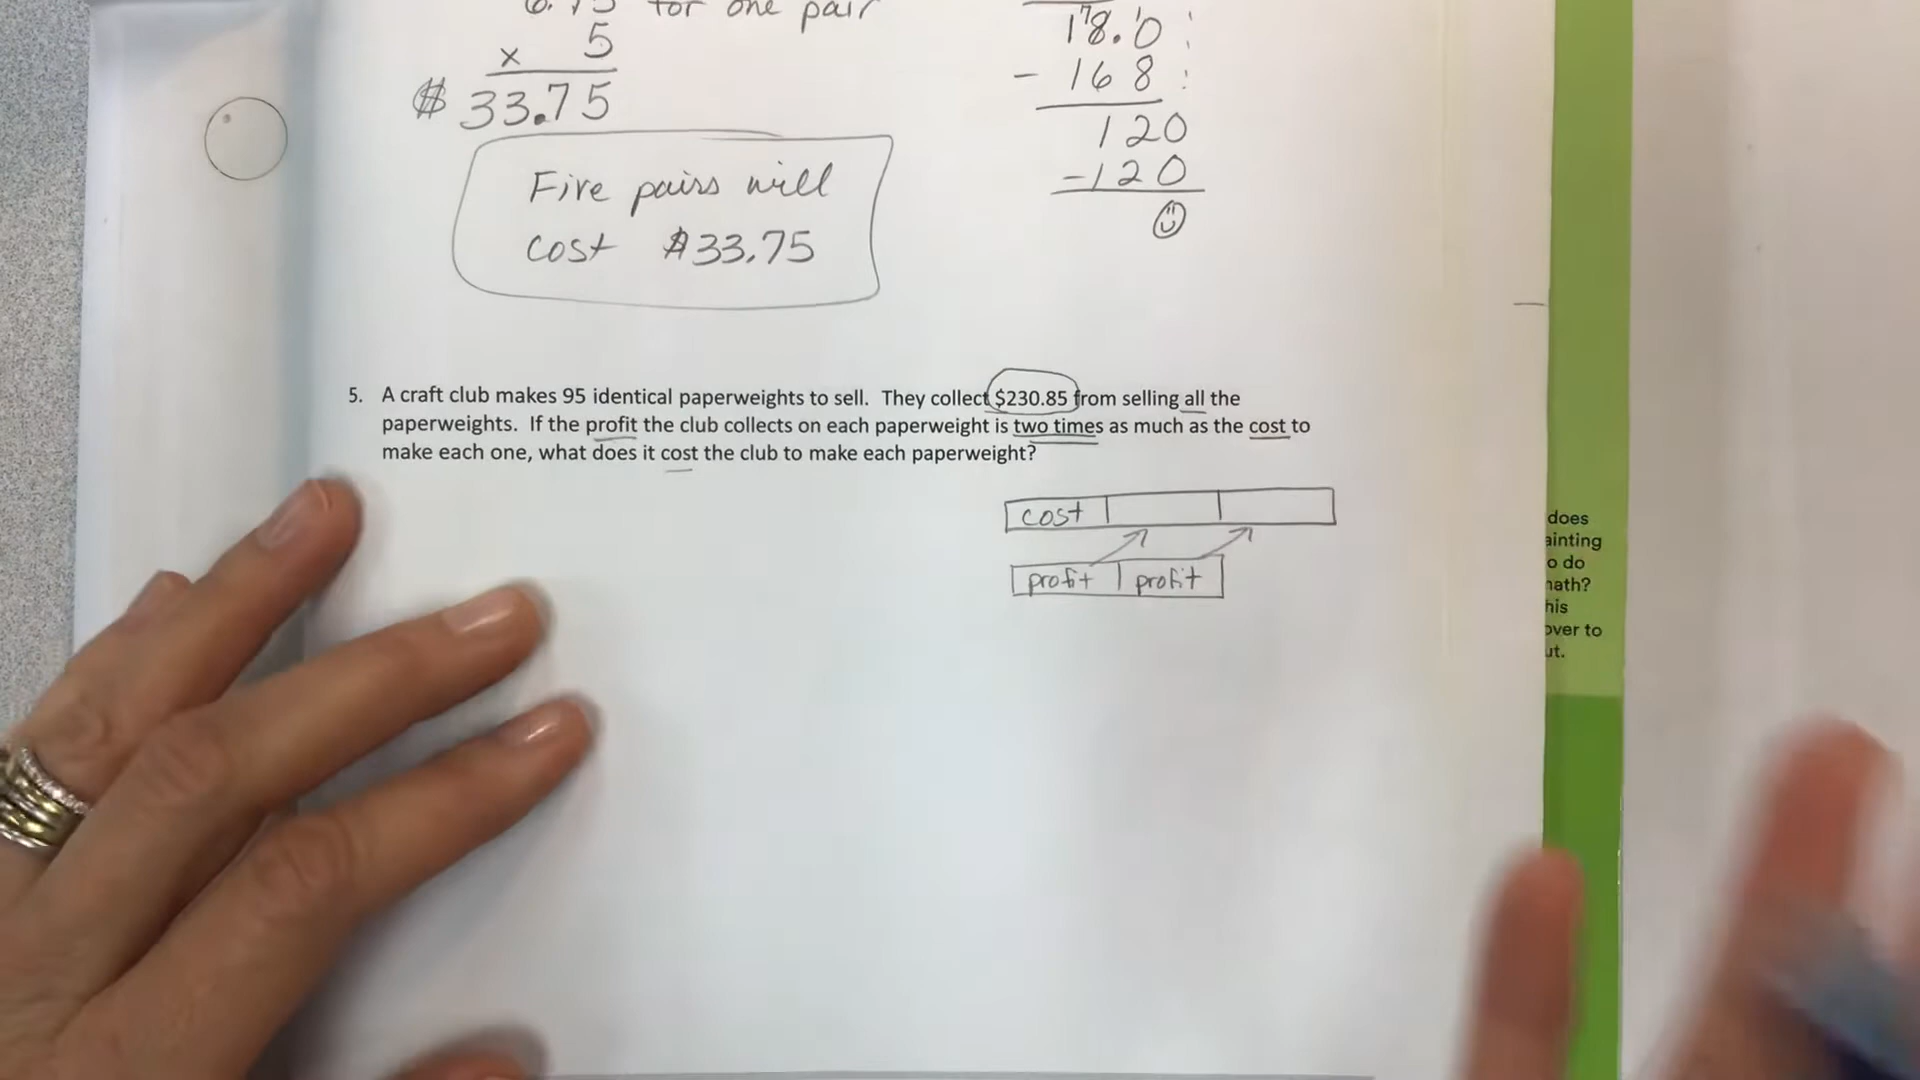 for one pair
x 5
$ 33.75
Five pairs will
cost $33.75
18.0
- 168
120
-120
5. A craft club makes 95 identical paperweights to sell. They collect $230.85 from selling all the
paperweights. If the profit the club collects on each paperweight is two times as much as the cost to
make each one, what does it cost the club to make each paperweight?
cost
profit profit
does
ainting
o do
nath?
his
over to
ut.